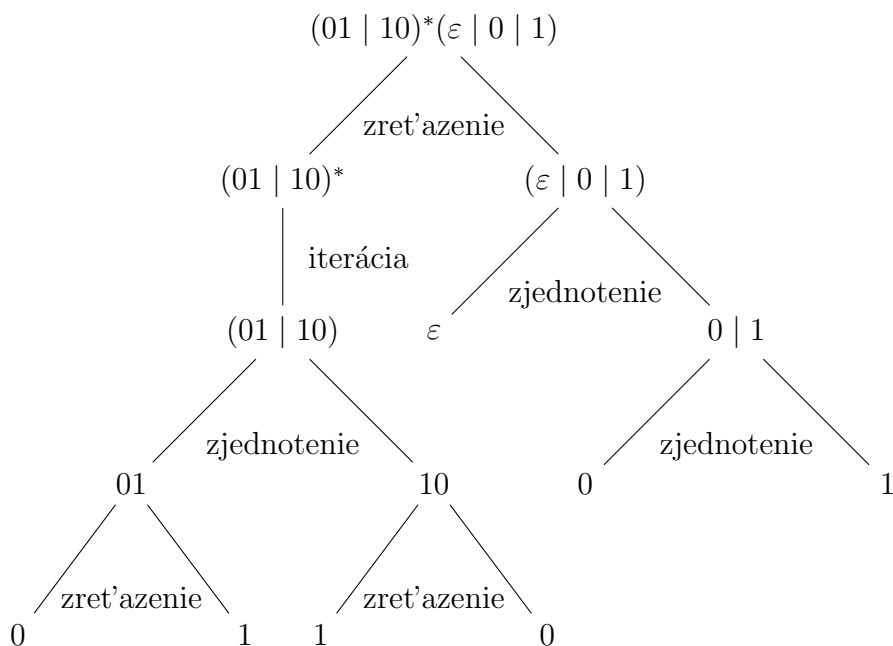 (01 | 10)*(ε | 0 | 1)
zreťazenie
(01 | 10)* (ε | 0 | 1)
iterácia
zjednotenie
(01 | 10) ε 0 | 1
zjednotenie zjednotenie
01 10 0 1
zreťazenie zreťazenie
0 1 1 0